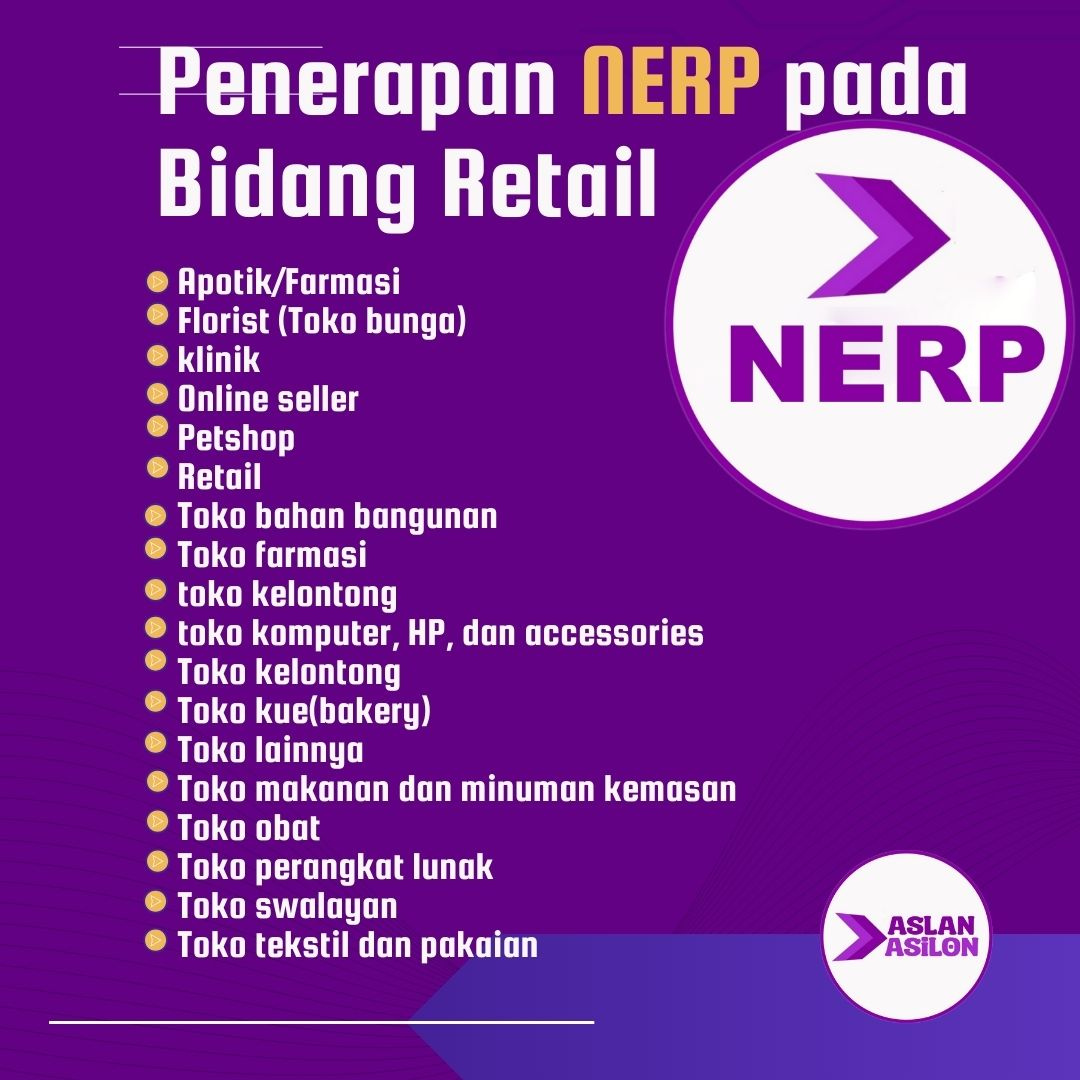 Penerapan NERP pada
Bidang Retail
NERP
Apotik/Farmasi
Florist (Toko bunga)
klinik
Online seller
Petshop
Retail
Toko bahan bangunan
Toko farmasi
toko kelontong
toko komputer, HP, dan accessories
Toko kelontong
Toko kue(bakery)
Toko lainnya
Toko makanan dan minuman kemasan
Toko obat
Toko perangkat lunak
Toko swalayan
Toko tekstil dan pakaian
ASLAN
ASiLON